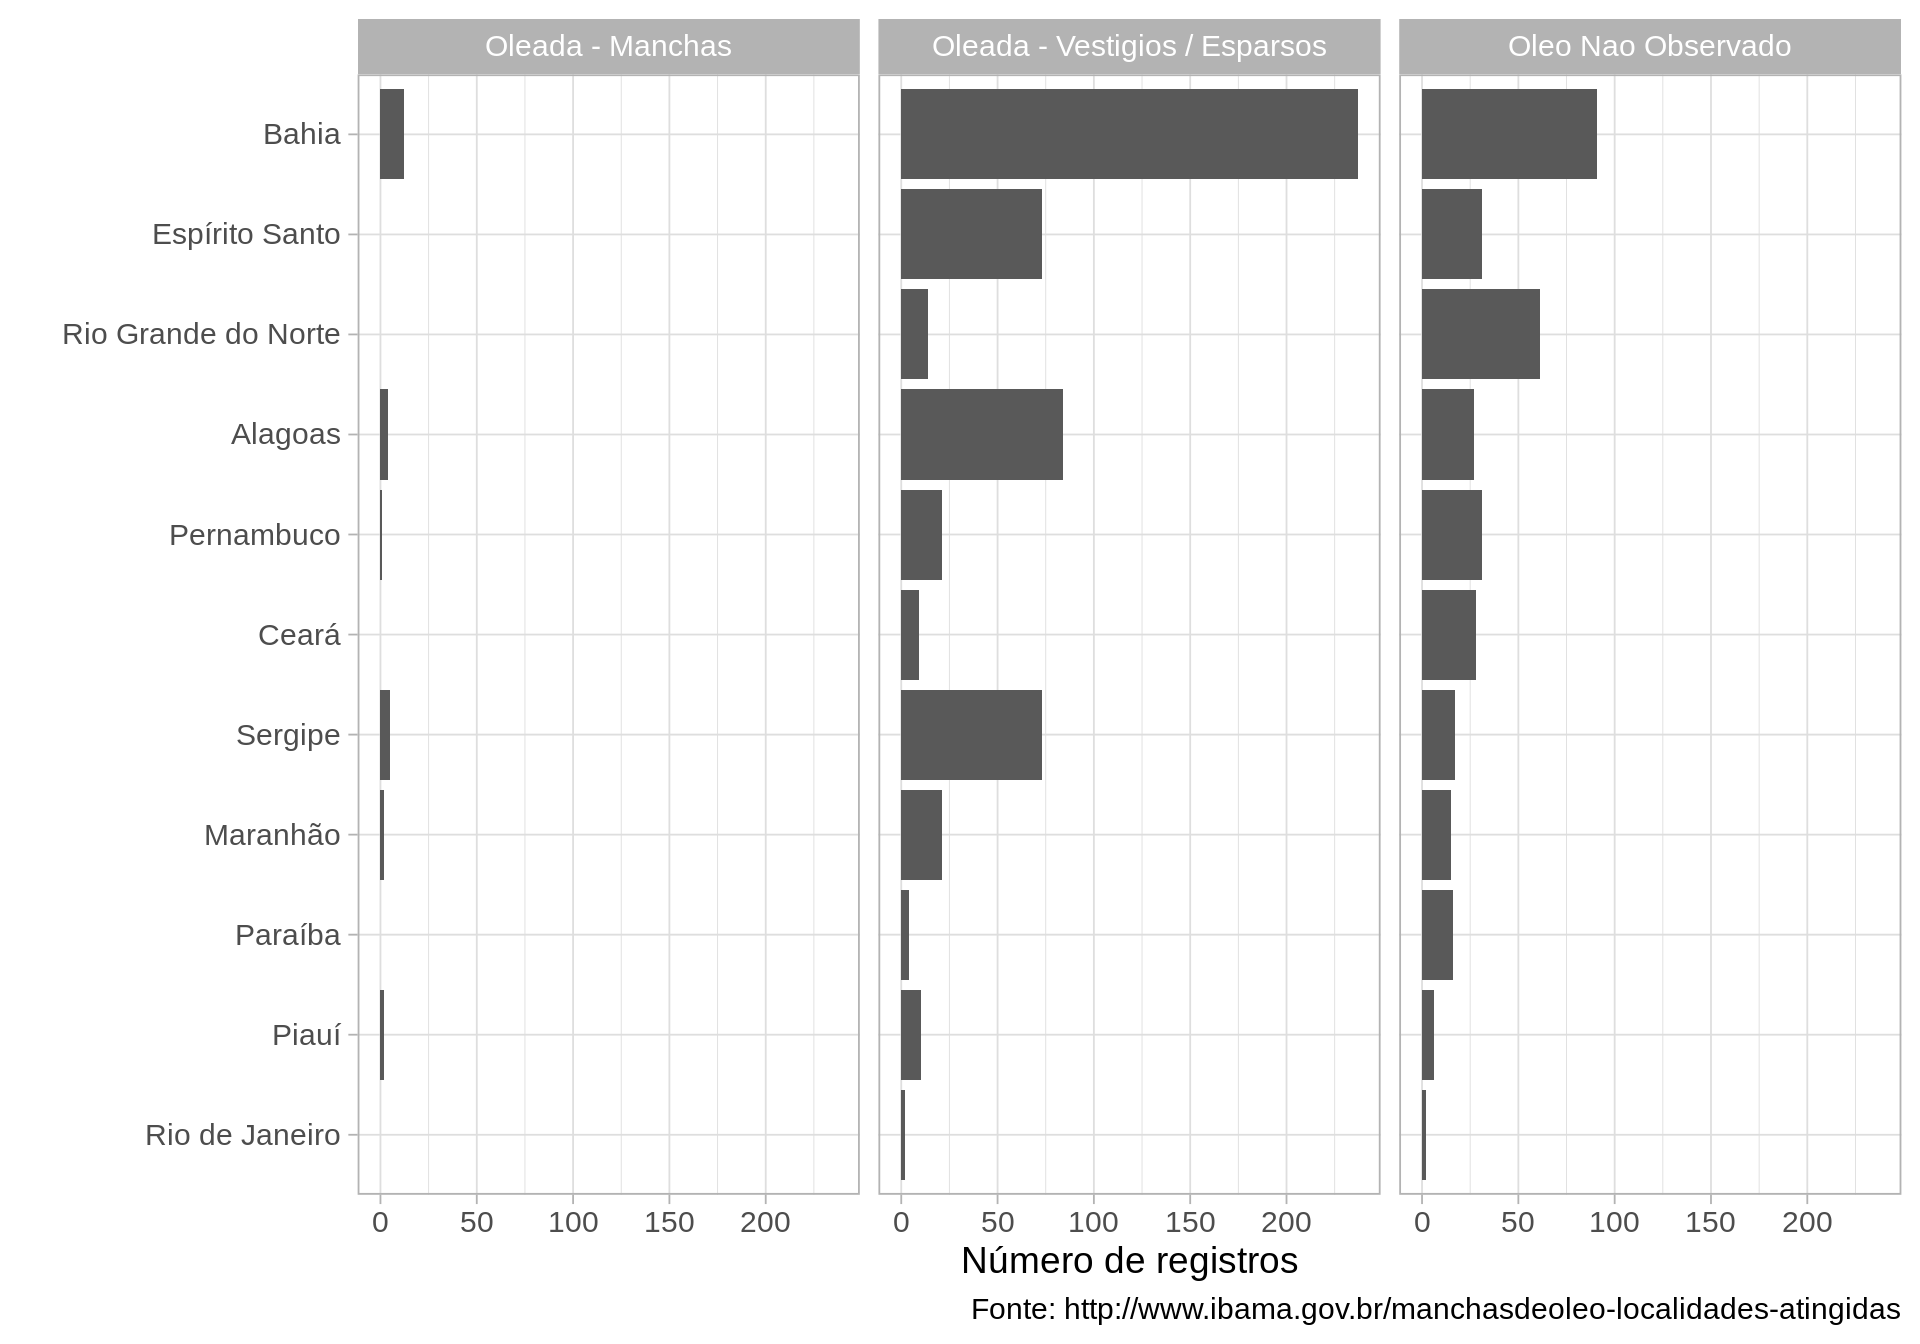 Oleada - Manchas
Oleada - Vestigios / Esparsos
Oleo Nao Observado
Bahia
Espírito Santo
Rio Grande do Norte
Alagoas
Pernambuco
Ceará
Sergipe
Maranhão
Paraíba
Piauí
Rio de Janeiro
0 50 100 150 200
0 50 100 150 200
0 50 100 150 200
Número de registros
Fonte: http://www.ibama.gov.br/manchasdeoleo-localidades-atingidas